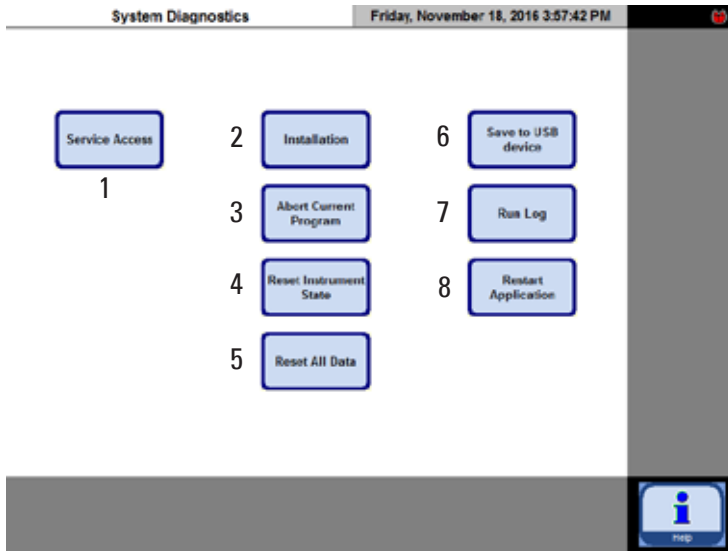 System Diagnostics
Friday, November 18, 2016 3:57:42 PM
Service Access
1
2
Installation
3
Abort Current
Program
4
Reset Instrument
State
5
Reset All Data
6
Save to USB
device
7
Run Log
8
Restart
Application
i
Help